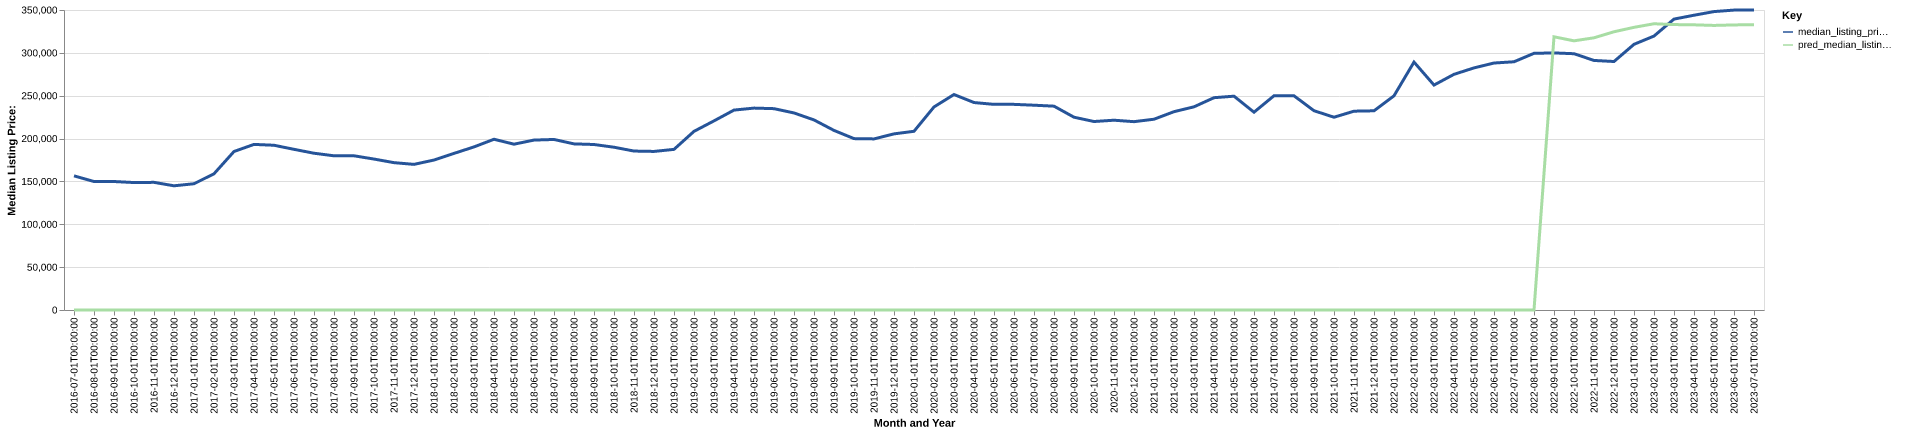 350,000
300,000
250,000
200,000
150,000
100,000
50,000
0
Median Listing Price:
2016-07-01T00:00:00
2016-08-01T00:00:00
2016-09-01T00:00:00
2016-10-01T00:00:00
2016-11-01T00:00:00
2016-12-01T00:00:00
2017-01-01T00:00:00
2017-02-01T00:00:00
2017-03-01T00:00:00
2017-04-01T00:00:00
2017-05-01T00:00:00
2017-06-01T00:00:00
2017-07-01T00:00:00
2017-08-01T00:00:00
2017-09-01T00:00:00
2017-10-01T00:00:00
2017-11-01T00:00:00
2017-12-01T00:00:00
2018-01-01T00:00:00
2018-02-01T00:00:00
2018-03-01T00:00:00
2018-04-01T00:00:00
2018-05-01T00:00:00
2018-06-01T00:00:00
2018-07-01T00:00:00
2018-08-01T00:00:00
2018-09-01T00:00:00
2018-10-01T00:00:00
2018-11-01T00:00:00
2018-12-01T00:00:00
2019-01-01T00:00:00
2019-02-01T00:00:00
2019-03-01T00:00:00
2019-04-01T00:00:00
2019-05-01T00:00:00
2019-06-01T00:00:00
2019-07-01T00:00:00
2019-08-01T00:00:00
2019-09-01T00:00:00
2019-10-01T00:00:00
2019-11-01T00:00:00
2019-12-01T00:00:00
2020-01-01T00:00:00
2020-02-01T00:00:00
2020-03-01T00:00:00
2020-04-01T00:00:00
2020-05-01T00:00:00
2020-06-01T00:00:00
2020-07-01T00:00:00
2020-08-01T00:00:00
2020-09-01T00:00:00
2020-10-01T00:00:00
2020-11-01T00:00:00
2020-12-01T00:00:00
2021-01-01T00:00:00
2021-02-01T00:00:00
2021-03-01T00:00:00
2021-04-01T00:00:00
2021-05-01T00:00:00
2021-06-01T00:00:00
2021-07-01T00:00:00
2021-08-01T00:00:00
2021-09-01T00:00:00
2021-10-01T00:00:00
2021-11-01T00:00:00
2021-12-01T00:00:00
2022-01-01T00:00:00
2022-02-01T00:00:00
2022-03-01T00:00:00
2022-04-01T00:00:00
2022-05-01T00:00:00
2022-06-01T00:00:00
2022-07-01T00:00:00
2022-08-01T00:00:00
2022-09-01T00:00:00
2022-10-01T00:00:00
2022-11-01T00:00:00
2022-12-01T00:00:00
2023-01-01T00:00:00
2023-02-01T00:00:00
2023-03-01T00:00:00
2023-04-01T00:00:00
2023-05-01T00:00:00
2023-06-01T00:00:00
2023-07-01T00:00:00
Month and Year
Key
median_listing_pri…
pred_median_listin…